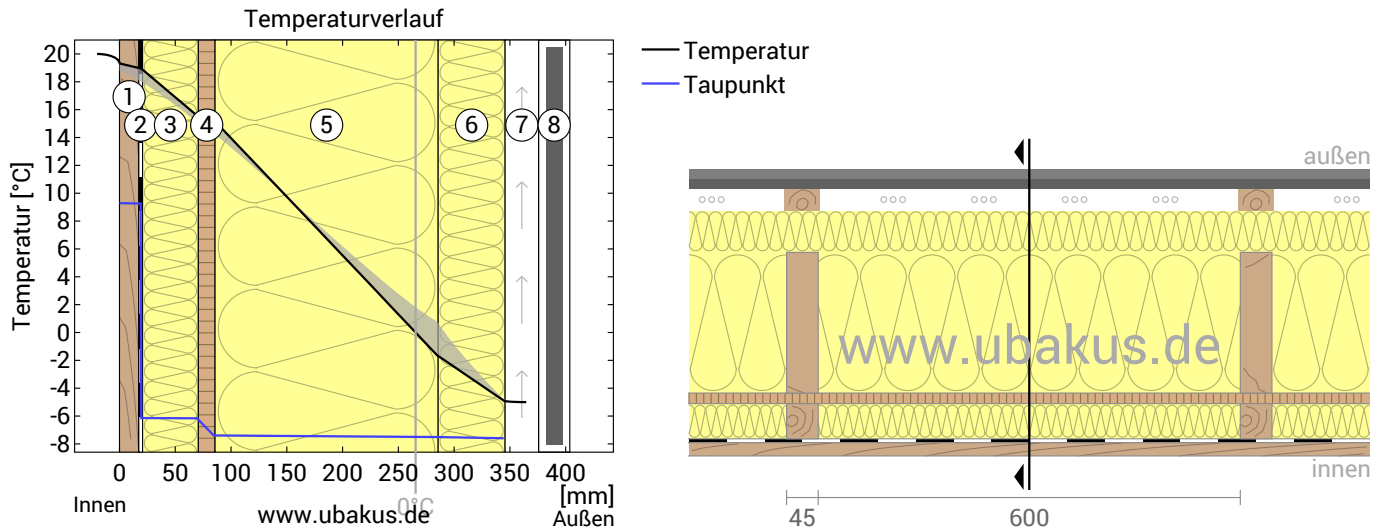 Temperaturverlauf
Temperatur [°C]
20
18
16
14
12
10
8
6
4
2
0
-2
-4
-6
-8
1
2
3
4
5
6
7
8
0
50
100
150
200
250
300
350
400
[mm]
Innen
0°C
www.ubakus.de
Außen
Temperatur
Taupunkt
außen
www.ubakus.de
innen
45
600